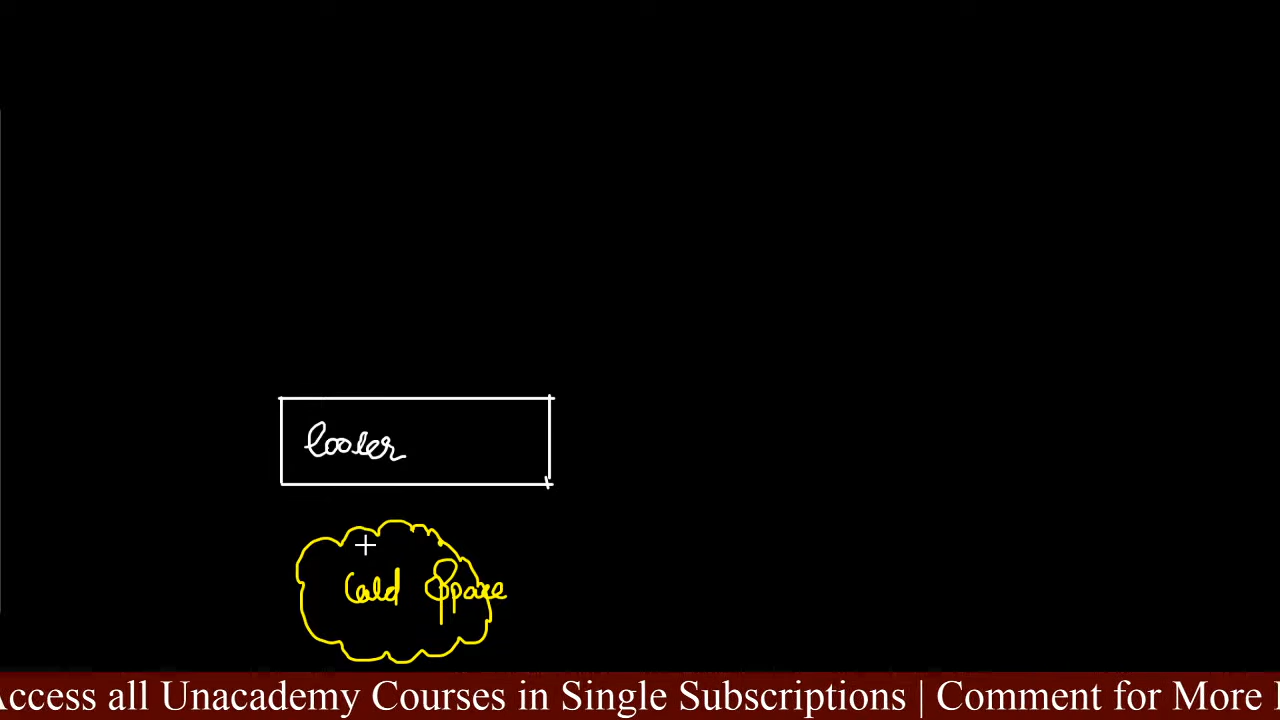 Cooler
Cold Space
Access all Unacademy Courses in Single Subscriptions | Comment for More